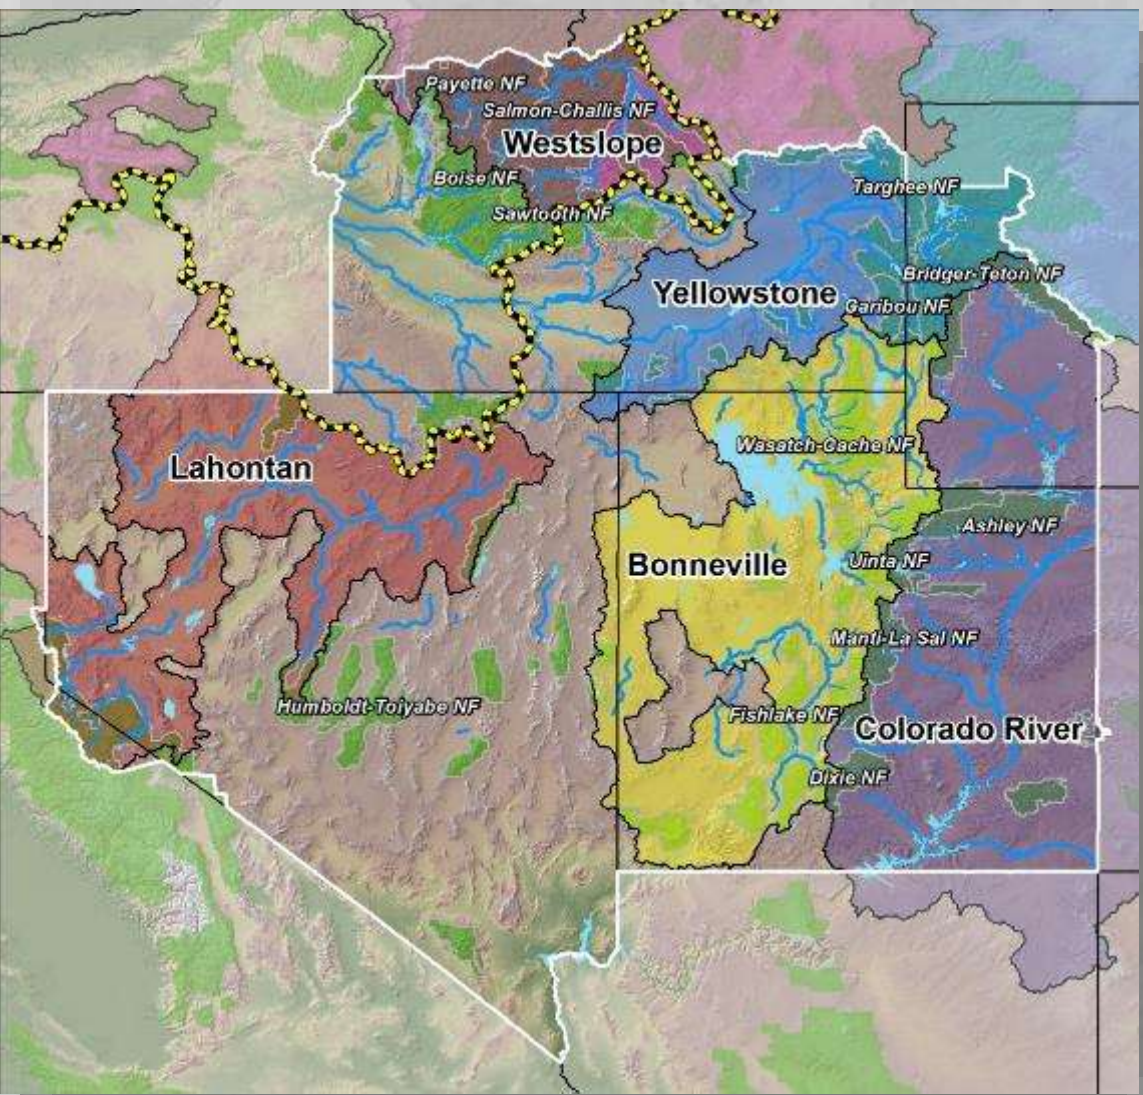 Payette NF
Salmon-Challis NF
Westslope
Boise NF
Targhee NF
Sawtooth NF
Bridger-Teton NF
Yellowstone
Caribou NF
Wasatch-Cache NF
Lahontan
Ashley NF
Bonneville
Uinta NF
Manti-La Sal NF
Humboldt-Toiyabe NF
Fishlake NF
Colorado River
Dixie NF